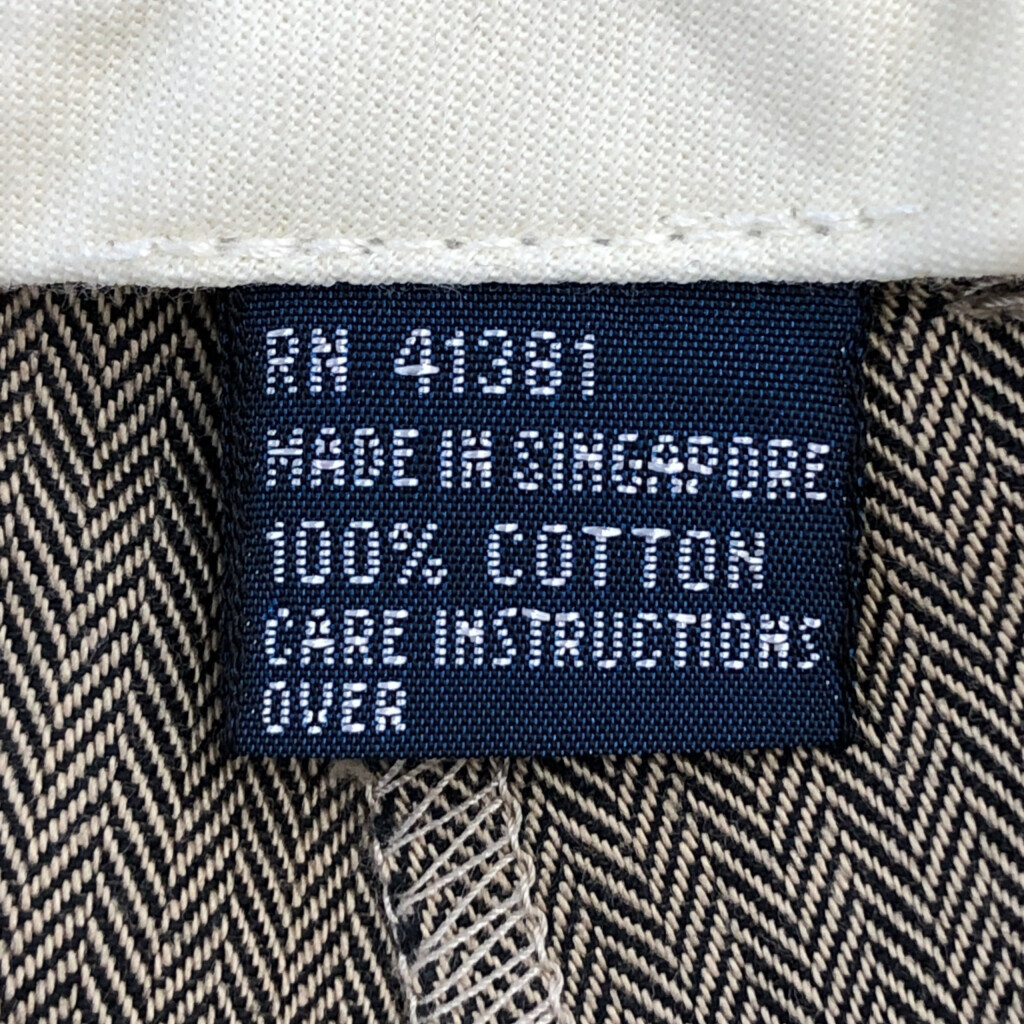 RN 41381
MADE IN SINGAPORE
100% COTTON
CARE INSTRUCTIONS
OVER